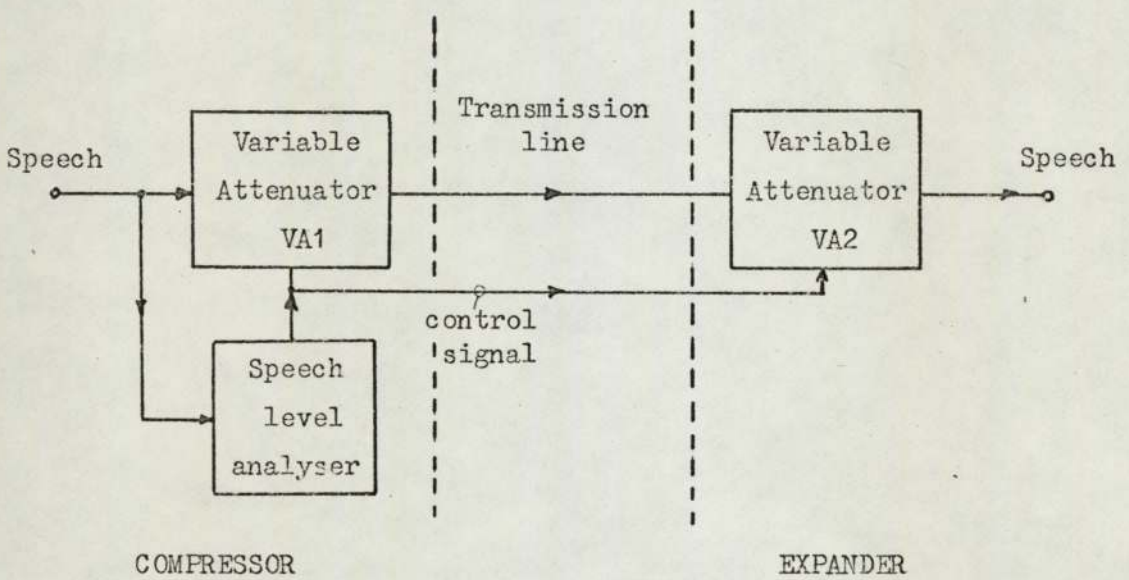 Speech
Variable
Attenuator
VA1
Transmission
line
Variable
Attenuator
VA2
Speech
control
signal
Speech
level
analyser
COMPRESSOR
EXPANDER